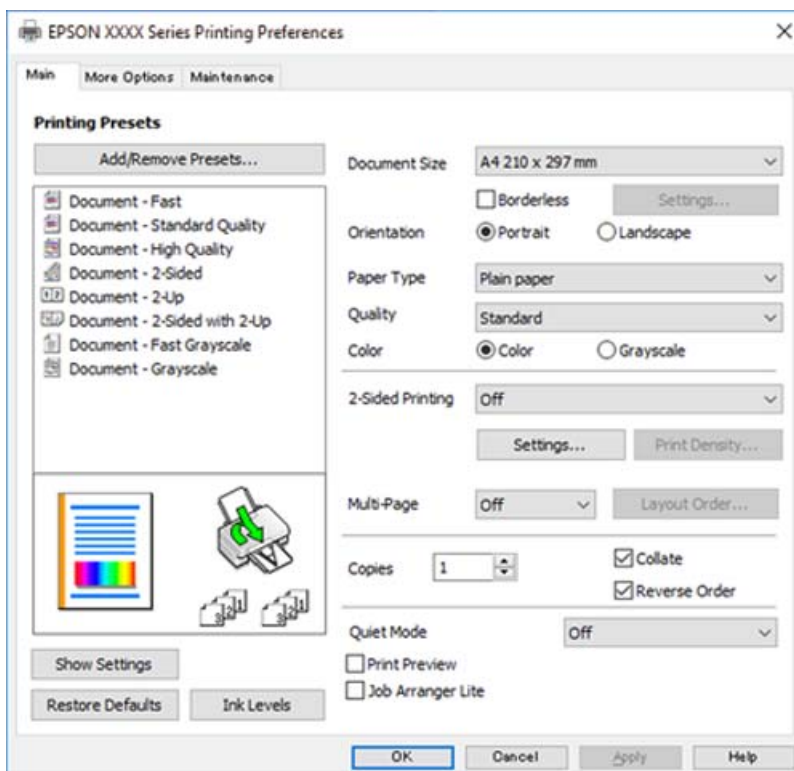 EPSON XXXX Series Printing Preferences
Main More Options Maintenance
Printing Presets
Add/Remove Presets...
Document - Fast
Document - Standard Quality
Document - High Quality
Document - 2-Sided
Document - 2-Up
Document - 2-Sided with 2-Up
Document - Fast Grayscale
Document - Grayscale
Show Settings
Restore Defaults Ink Levels
Document Size A4 210 x 297 mm
Borderless Settings...
Orientation Portrait Landscape
Paper Type Plain paper
Quality Standard
Color Color Grayscale
2-Sided Printing Off
Settings... Print Density...
Multi-Page Off Layout Order...
Copies 1 Collate
Reverse Order
Quiet Mode Off
Print Preview
Job Arranger Lite
OK Cancel Apply Help